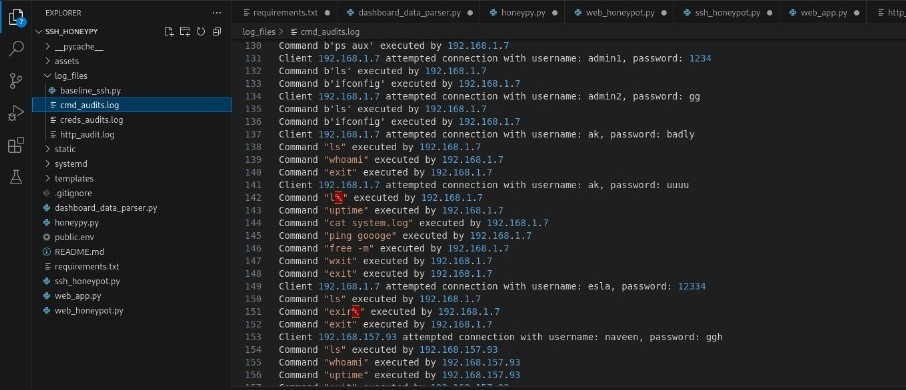 EXPLORER
SSH_HONEYPY
__pycache__
assets
log_files
baseline_ssh.py
cmd_audits.log
creds_audits.log
http_audit.log
static
systemd
templates
.gitignore
dashboard_data_parser.py
honeypy.py
public.env
README.md
requirements.txt
ssh_honeypot.py
web_app.py
web_honeypot.py
requirements.txt dashboard_data_parser.py honeypy.py web_honeypot.py ssh_honeypot.py web_app.py http_
log_files > cmd_audits.log
130 Command b'ps aux' executed by 192.168.1.7
131 Client 192.168.1.7 attempted connection with username: admin1, password: 1234
132 Command b'ls' executed by 192.168.1.7
133 Command b'ifconfig' executed by 192.168.1.7
134 Client 192.168.1.7 attempted connection with username: admin2, password: gg
135 Command b'ls' executed by 192.168.1.7
136 Command b'ifconfig' executed by 192.168.1.7
137 Client 192.168.1.7 attempted connection with username: ak, password: badly
138 Command "ls" executed by 192.168.1.7
139 Command "whoami" executed by 192.168.1.7
140 Command "exit" executed by 192.168.1.7
141 Client 192.168.1.7 attempted connection with username: ak, password: uuuu
142 Command "l" executed by 192.168.1.7
143 Command "uptime" executed by 192.168.1.7
144 Command "cat system.log" executed by 192.168.1.7
145 Command "ping goooge" executed by 192.168.1.7
146 Command "free -m" executed by 192.168.1.7
147 Command "wxit" executed by 192.168.1.7
148 Command "exit" executed by 192.168.1.7
149 Client 192.168.1.7 attempted connection with username: esla, password: 12334
150 Command "ls" executed by 192.168.1.7
151 Command "exir" executed by 192.168.1.7
152 Command "exit" executed by 192.168.1.7
153 Client 192.168.157.93 attempted connection with username: naveen, password: ggh
154 Command "ls" executed by 192.168.157.93
155 Command "whoami" executed by 192.168.157.93
156 Command "uptime" executed by 192.168.157.93
157 Command "exit" executed by 192.168.157.93